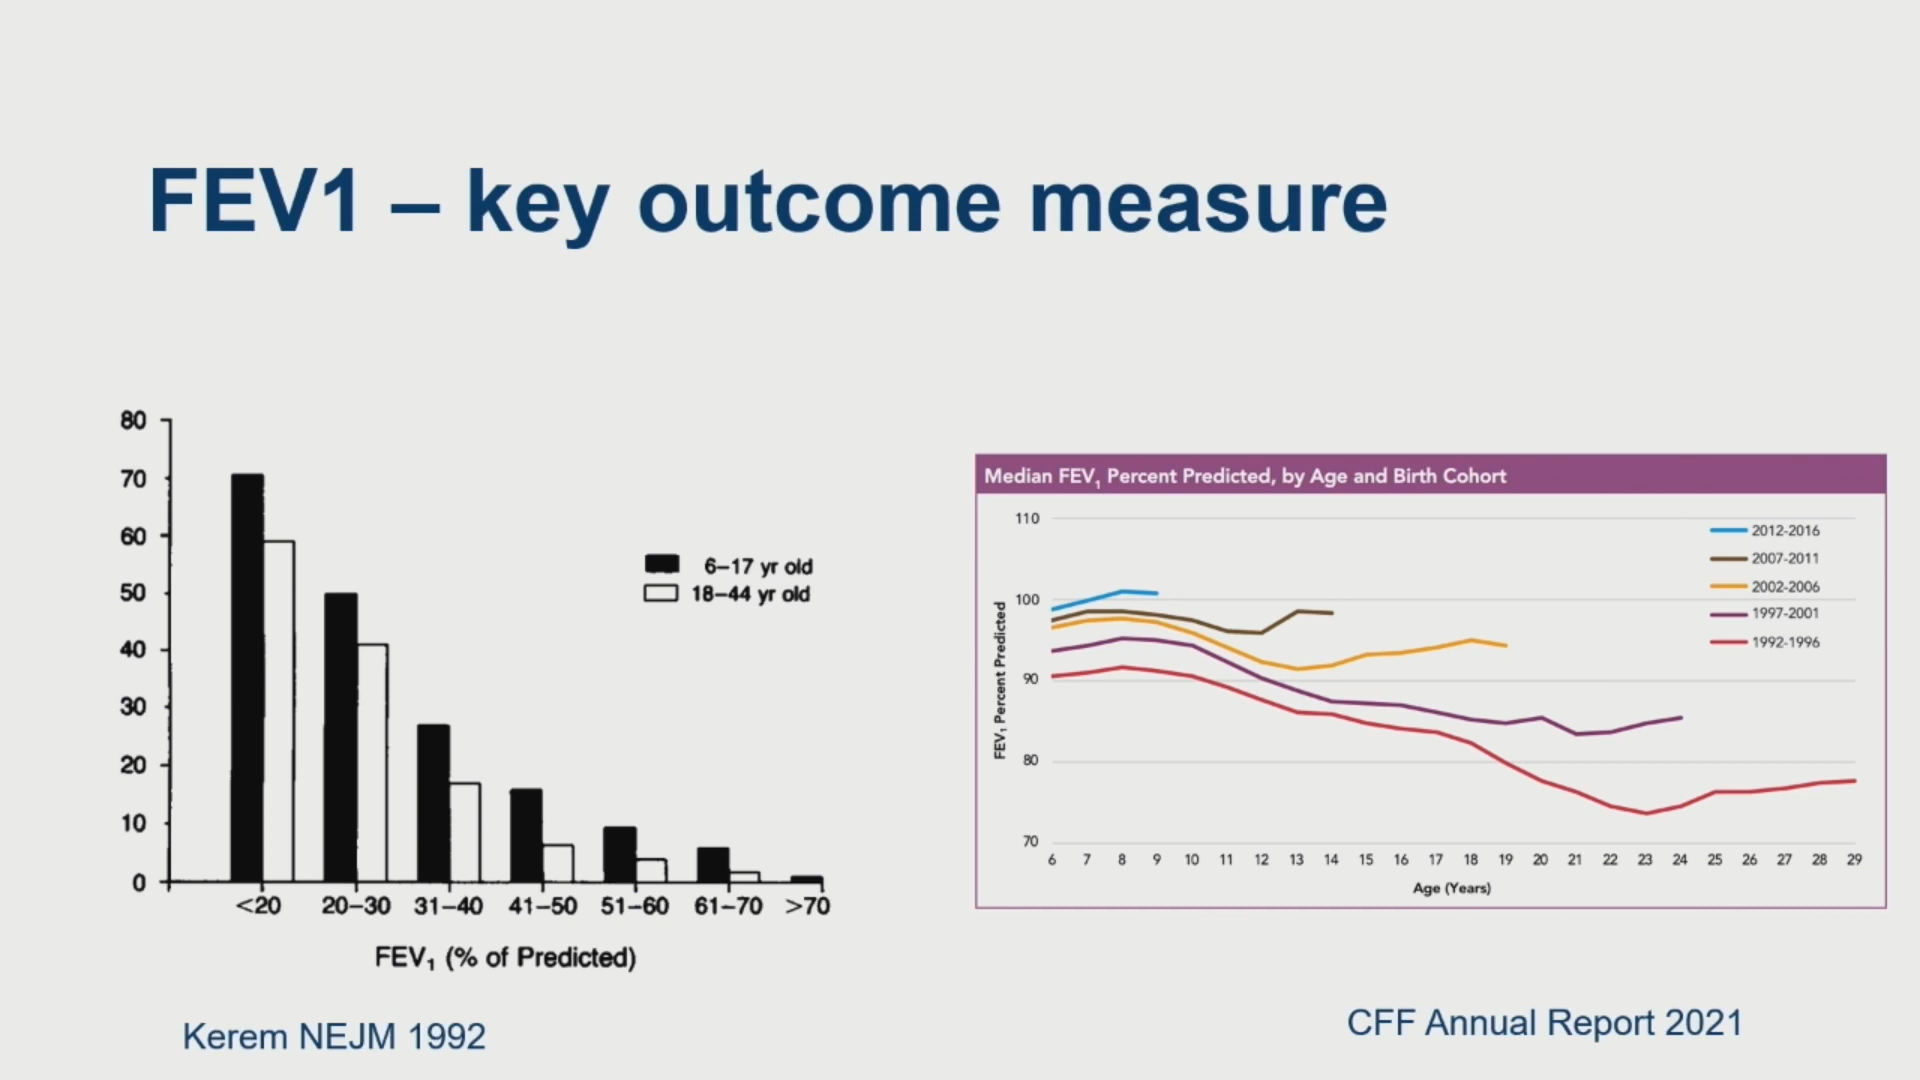 FEV1 – key outcome measure
80
70
60
50
40
30
20
10
0
6–17 yr old
18–44 yr old
<20 20–30 31–40 41–50 51–60 61–70 >70
FEV₁ (% of Predicted)
Kerem NEJM 1992
Median FEV₁ Percent Predicted, by Age and Birth Cohort
FEV₁ Percent Predicted
110
100
90
80
70
2012-2016
2007-2011
2002-2006
1997-2001
1992-1996
6 7 8 9 10 11 12 13 14 15 16 17 18 19 20 21 22 23 24 25 26 27 28 29
Age (Years)
CFF Annual Report 2021